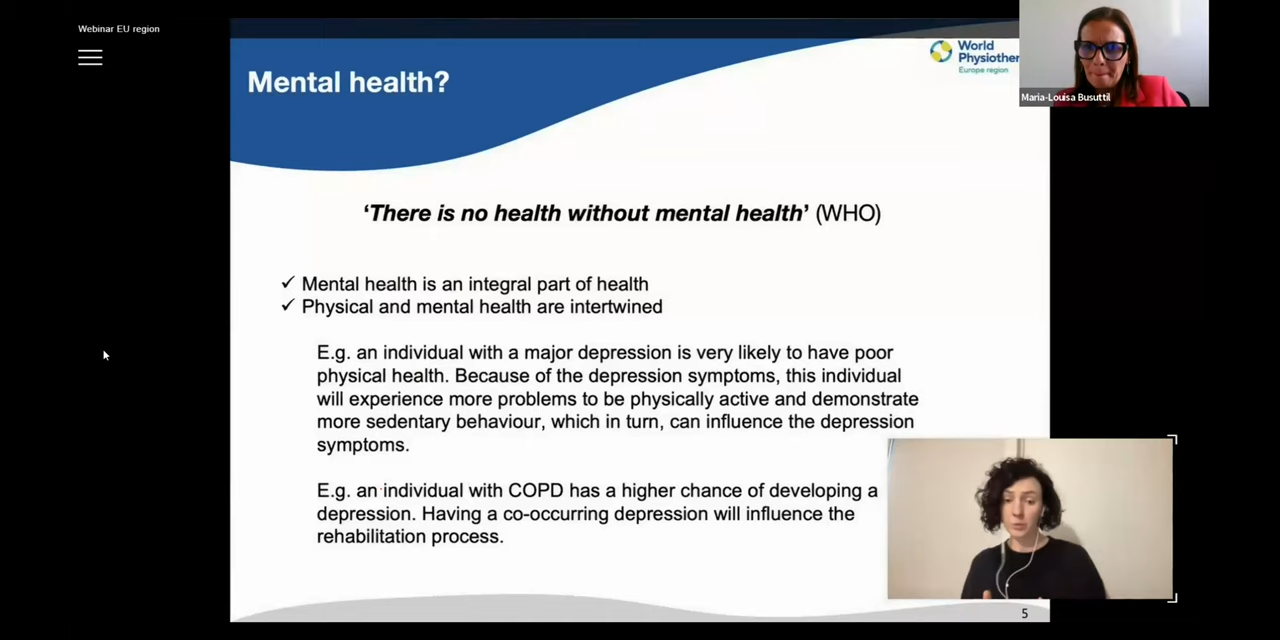 Webinar EU region
Mental health?
World
Physiother
Europe region
Maria-Louisa Busuttil
‘There is no health without mental health’ (WHO)
✓ Mental health is an integral part of health
✓ Physical and mental health are intertwined
E.g. an individual with a major depression is very likely to have poor
physical health. Because of the depression symptoms, this individual
will experience more problems to be physically active and demonstrate
more sedentary behaviour, which in turn, can influence the depression
symptoms.
E.g. an individual with COPD has a higher chance of developing a
depression. Having a co-occurring depression will influence the
rehabilitation process.
5